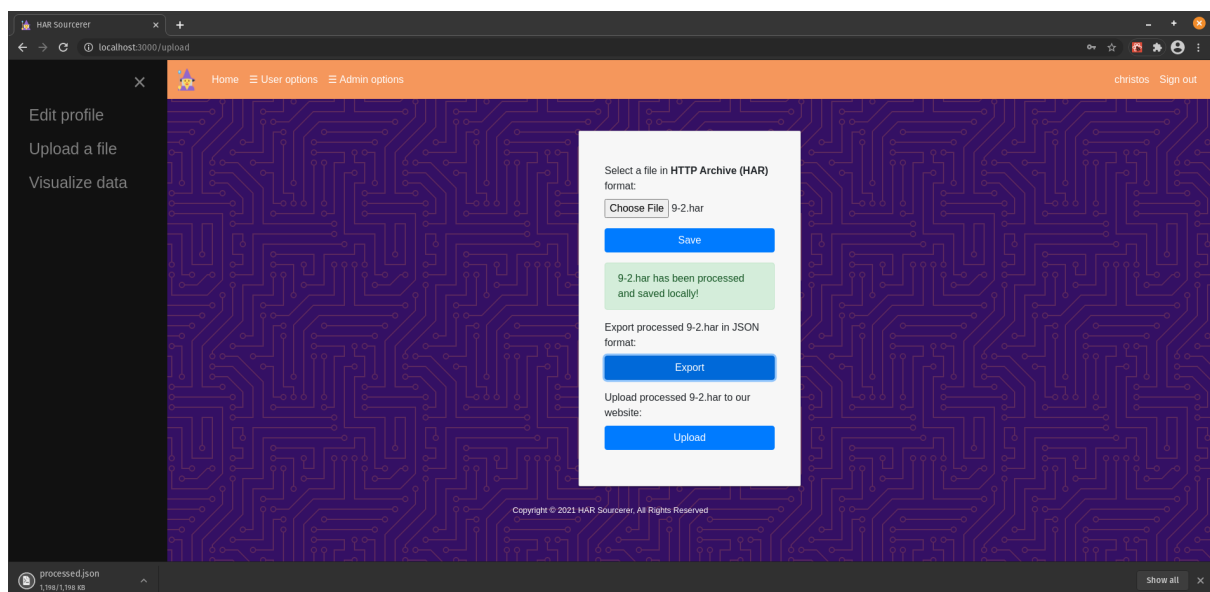 HAR Sourcerer
localhost:3000/upload
Home ☰ User options ☰ Admin options christos Sign out
Edit profile
Upload a file
Visualize data
Select a file in HTTP Archive (HAR)
format:
Choose File 9-2.har
Save
9-2.har has been processed
and saved locally!
Export processed 9-2.har in JSON
format:
Export
Upload processed 9-2.har to our
website:
Upload
Copyright © 2021 HAR Sourcerer, All Rights Reserved
processed.json
1,198/1,198 KB
Show all